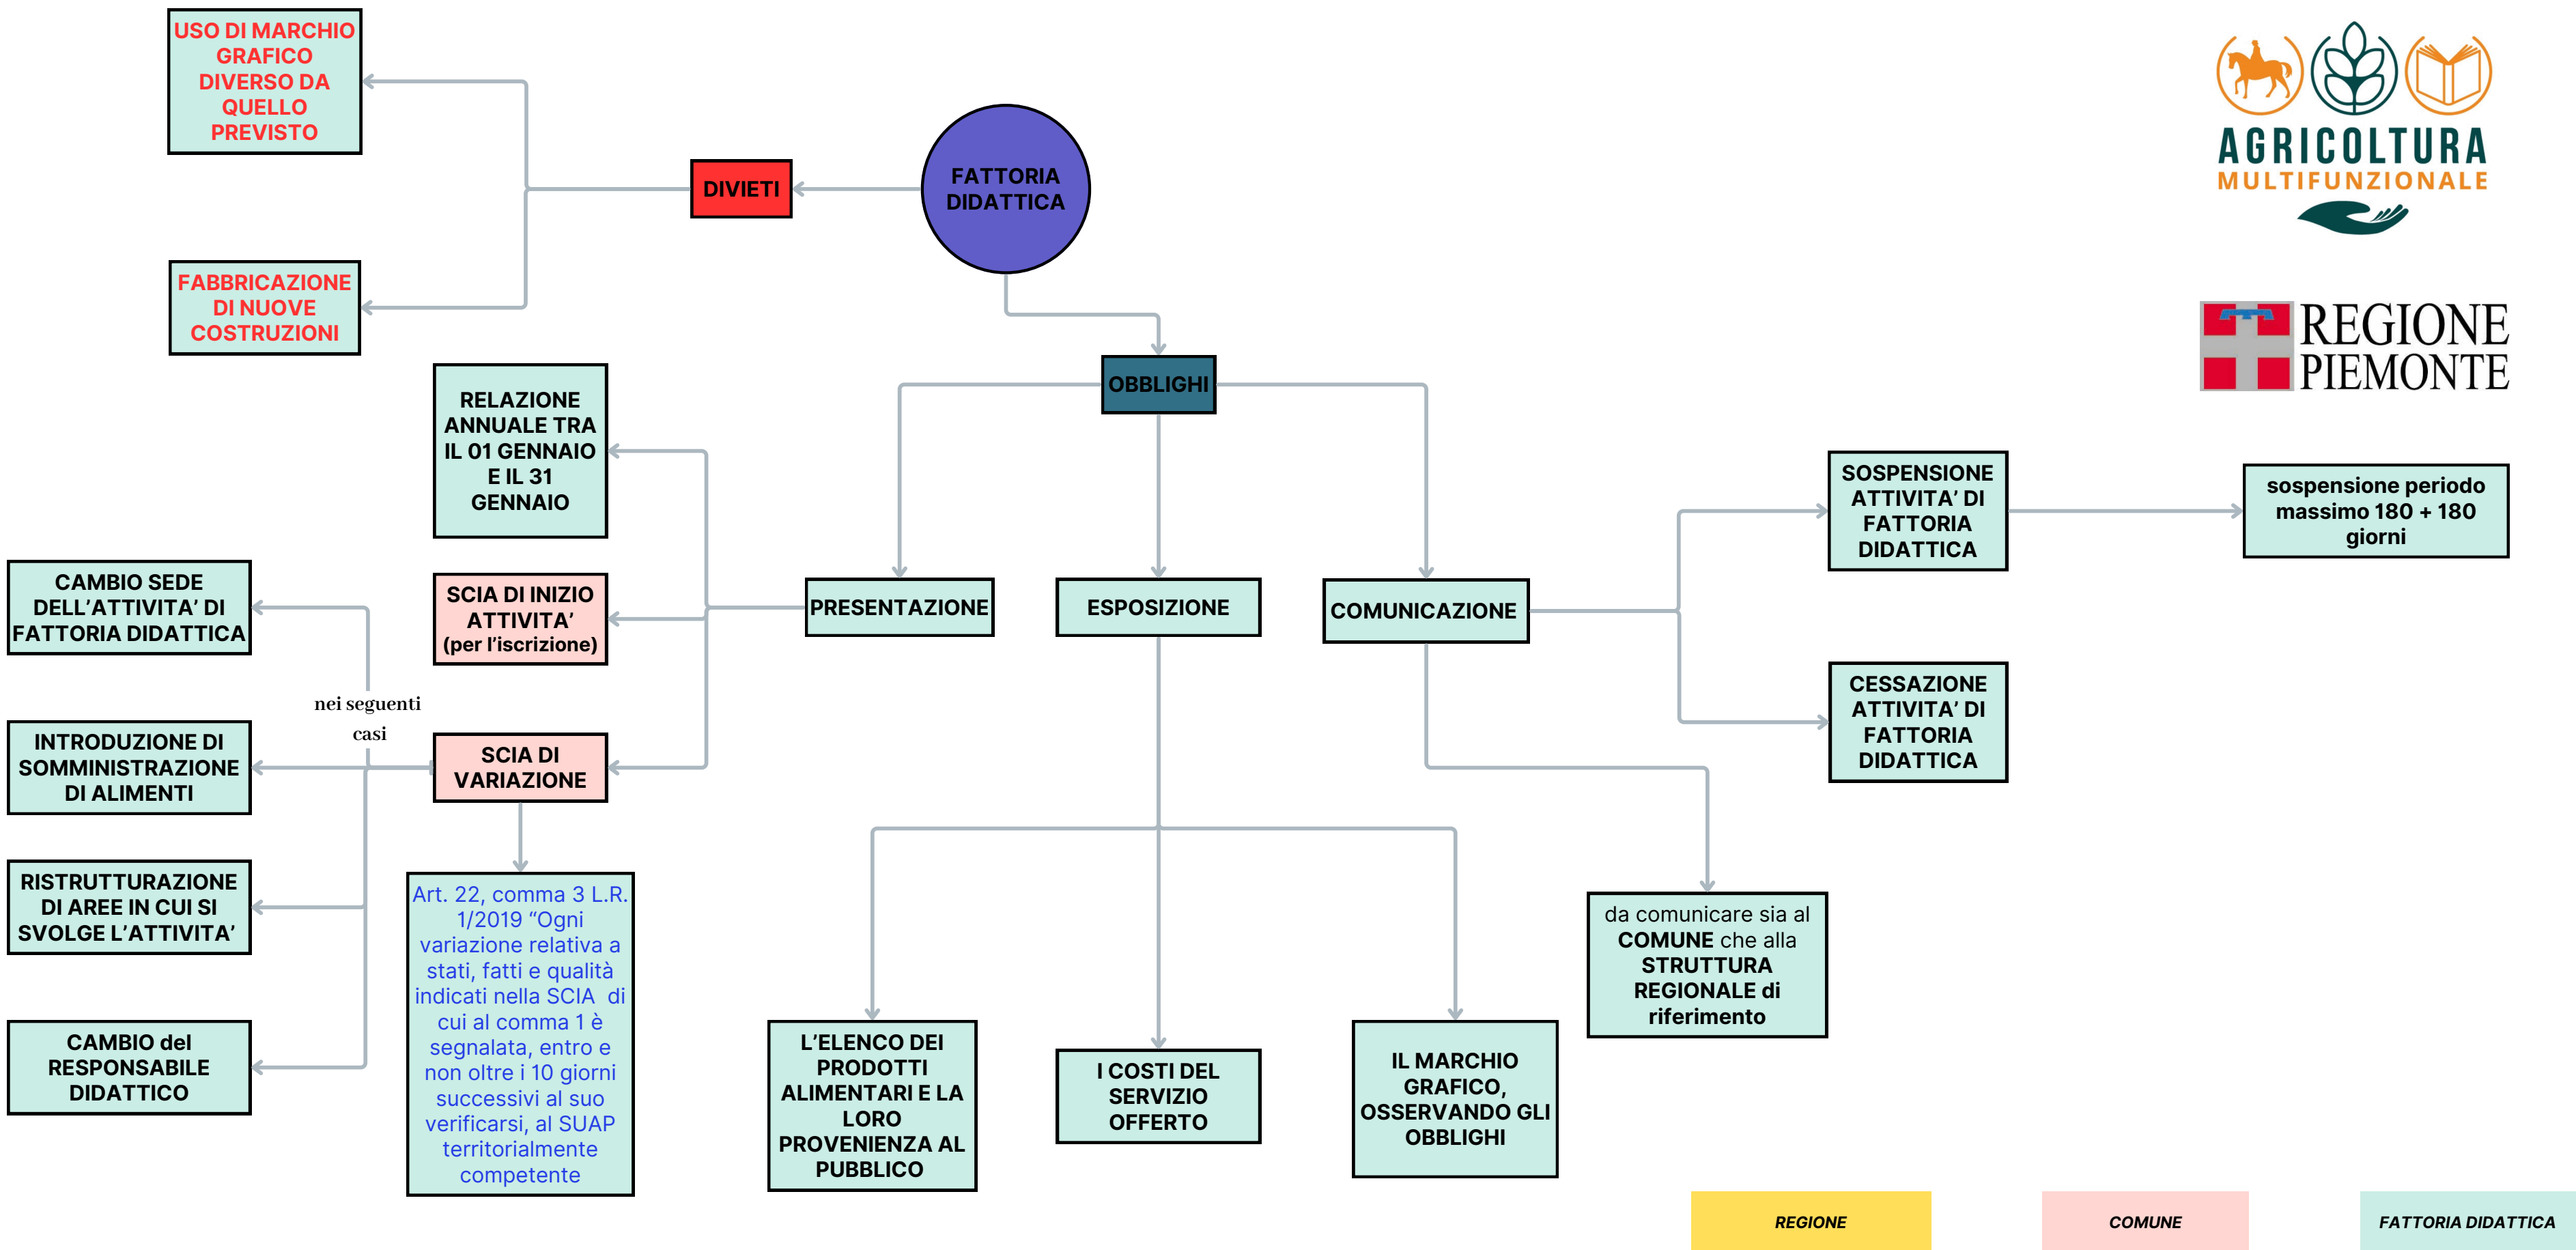 USO DI MARCHIO
GRAFICO
DIVERSO DA
QUELLO
PREVISTO
FABBRICAZIONE
DI NUOVE
COSTRUZIONI
DIVIETI
FATTORIA
DIDATTICA
AGRICOLTURA
MULTIFUNZIONALE
REGIONE
PIEMONTE
OBBLIGHI
RELAZIONE
ANNUALE TRA
IL 01 GENNAIO
E IL 31
GENNAIO
SCIA DI INIZIO
ATTIVITA’
(per l’iscrizione)
PRESENTAZIONE
ESPOSIZIONE
COMUNICAZIONE
SOSPENSIONE
ATTIVITA’ DI
FATTORIA
DIDATTICA
sospensione periodo
massimo 180 + 180
giorni
CESSAZIONE
ATTIVITA’ DI
FATTORIA
DIDATTICA
CAMBIO SEDE
DELL’ATTIVITA’ DI
FATTORIA DIDATTICA
nei seguenti
casi
INTRODUZIONE DI
SOMMINISTRAZIONE
DI ALIMENTI
SCIA DI
VARIAZIONE
RISTRUTTURAZIONE
DI AREE IN CUI SI
SVOLGE L’ATTIVITA’
CAMBIO del
RESPONSABILE
DIDATTICO
Art. 22, comma 3 L.R.
1/2019 “Ogni
variazione relativa a
stati, fatti e qualità
indicati nella SCIA di
cui al comma 1 è
segnalata, entro e
non oltre i 10 giorni
successivi al suo
verificarsi, al SUAP
territorialmente
competente
L’ELENCO DEI
PRODOTTI
ALIMENTARI E LA
LORO
PROVENIENZA AL
PUBBLICO
I COSTI DEL
SERVIZIO
OFFERTO
IL MARCHIO
GRAFICO,
OSSERVANDO GLI
OBBLIGHI
da comunicare sia al
COMUNE che alla
STRUTTURA
REGIONALE di
riferimento
REGIONE
COMUNE
FATTORIA DIDATTICA